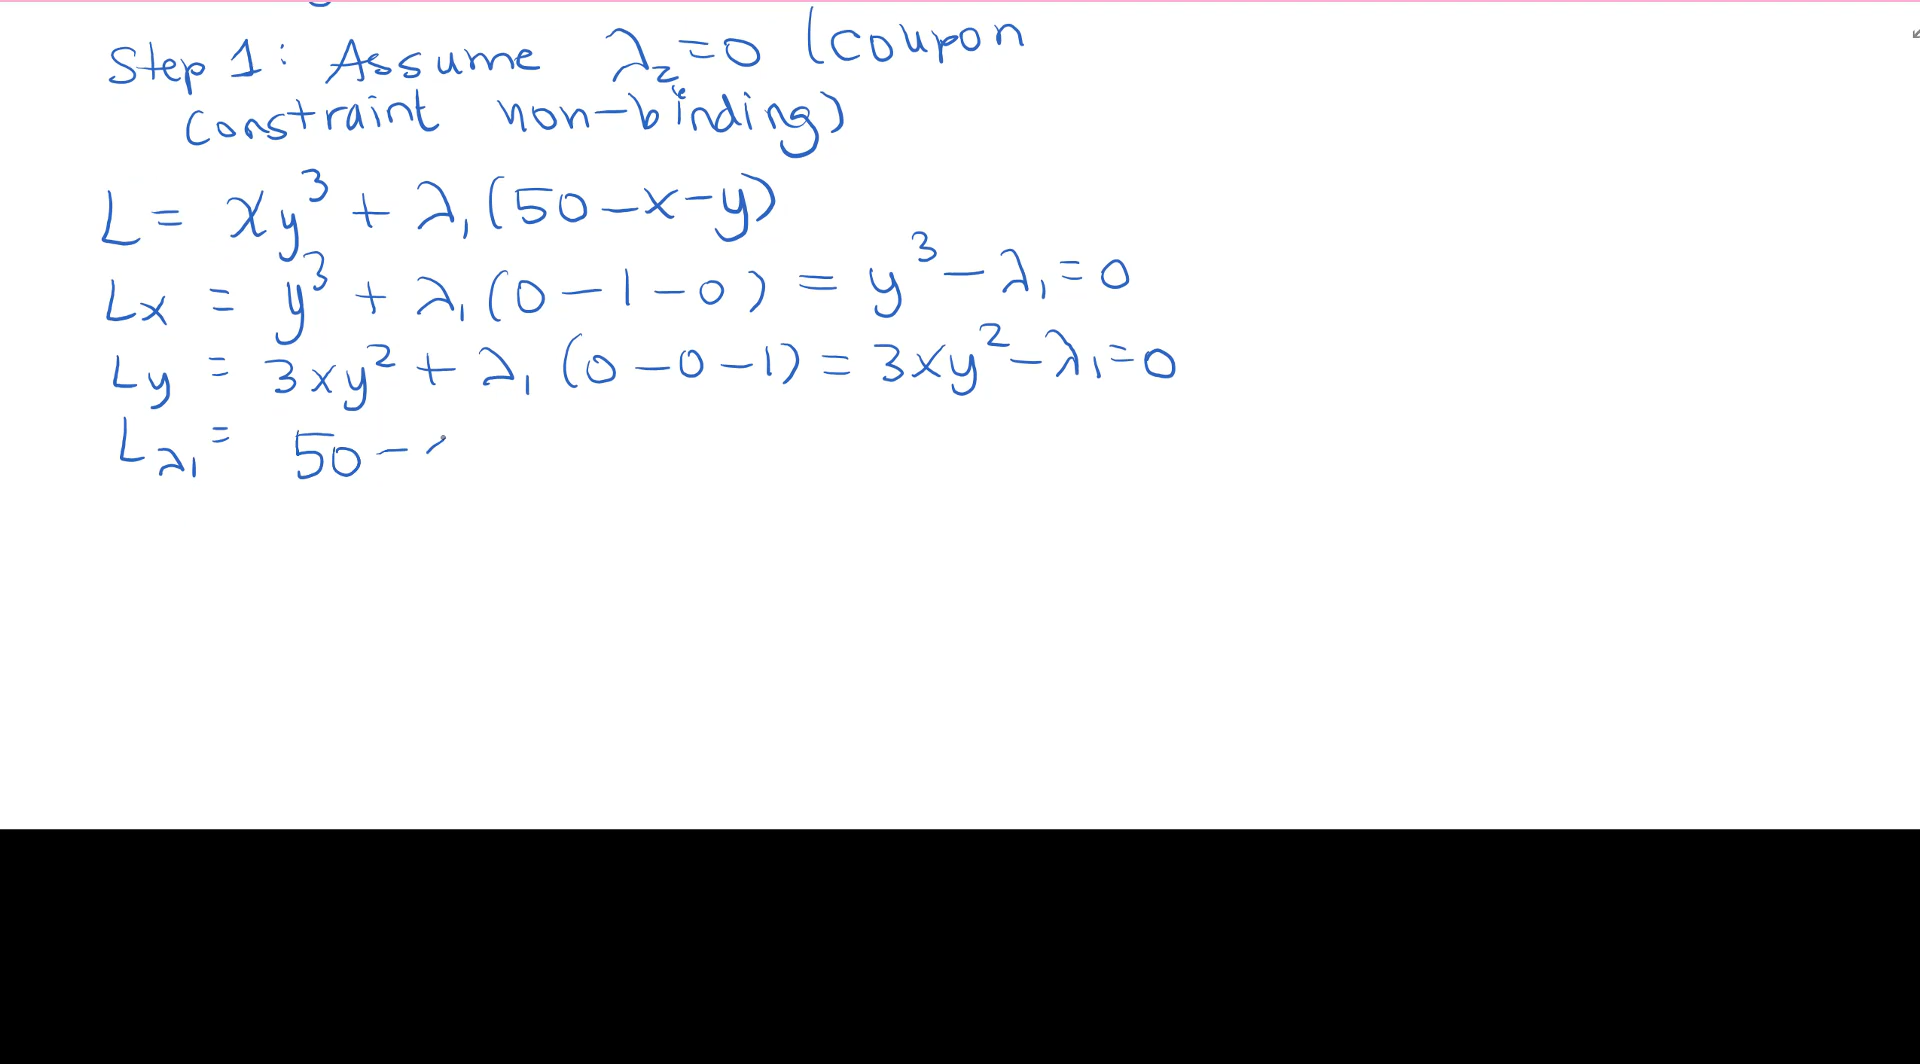 Step 1: Assume λ₂=0 (coupon
constraint non-binding)
L = xy³ + λ₁(50-x-y)
Lx = y³ + λ₁(0-1-0) = y³-λ₁=0
Ly = 3xy² + λ₁(0-0-1) = 3xy²-λ₁=0
Lλ₁ = 50-